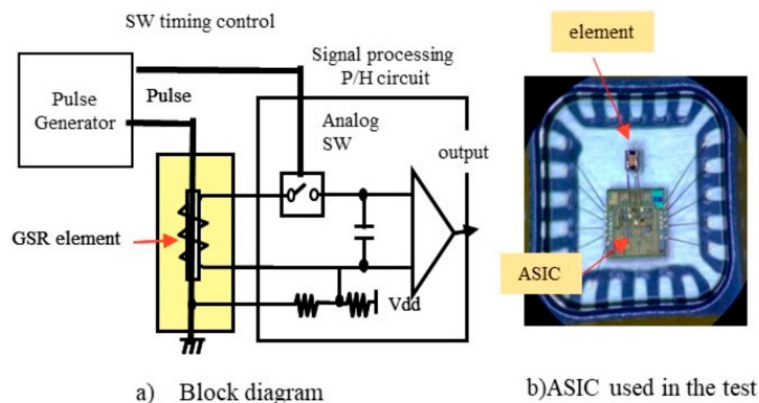 SW timing control
Pulse
Generator
Pulse
Signal processing
P/H circuit
Analog
SW
output
GSR element
Vdd
a) Block diagram
element
ASIC
b)ASIC used in the test